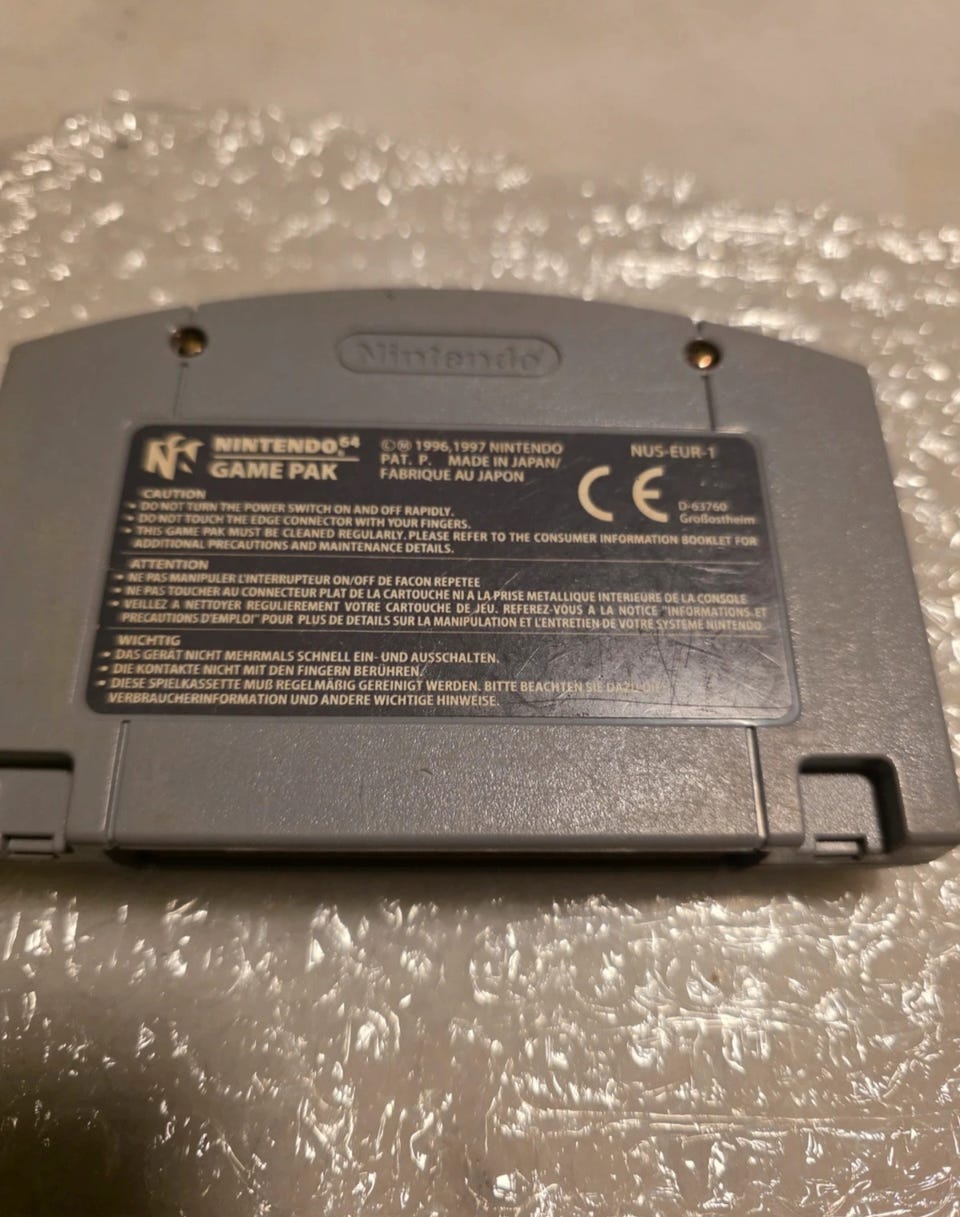 Nintendo
NINTENDO 64
GAME PAK
©Ⓜ 1996,1997 NINTENDO
PAT. P. MADE IN JAPAN/
FABRIQUE AU JAPON
NUS-EUR-1
CE
D-63760
Großostheim
CAUTION
• DO NOT TURN THE POWER SWITCH ON AND OFF RAPIDLY.
• DO NOT TOUCH THE EDGE CONNECTOR WITH YOUR FINGERS.
• THIS GAME PAK MUST BE CLEANED REGULARLY. PLEASE REFER TO THE CONSUMER INFORMATION BOOKLET FOR
ADDITIONAL PRECAUTIONS AND MAINTENANCE DETAILS.
ATTENTION
• NE PAS MANIPULER L'INTERRUPTEUR ON/OFF DE FACON REPETEE
• NE PAS TOUCHER AU CONNECTEUR PLAT DE LA CARTOUCHE NI A LA PRISE METALLIQUE INTERIEURE DE LA CONSOLE
• VEILLEZ A NETTOYER REGULIEREMENT VOTRE CARTOUCHE DE JEU. REFEREZ-VOUS A LA NOTICE "INFORMATIONS ET
PRECAUTIONS D'EMPLOI" POUR PLUS DE DETAILS SUR LA MANIPULATION ET L'ENTRETIEN DE VOTRE SYSTEME NINTENDO
WICHTIG
• DAS GERÄT NICHT MEHRMALS SCHNELL EIN- UND AUSSCHALTEN.
• DIE KONTAKTE NICHT MIT DEN FINGERN BERÜHREN.
• DIESE SPIELKASSETTE MUß REGELMÄßIG GEREINIGT WERDEN. BITTE BEACHTEN SIE DAZU DIE
VERBRAUCHERINFORMATION UND ANDERE WICHTIGE HINWEISE.